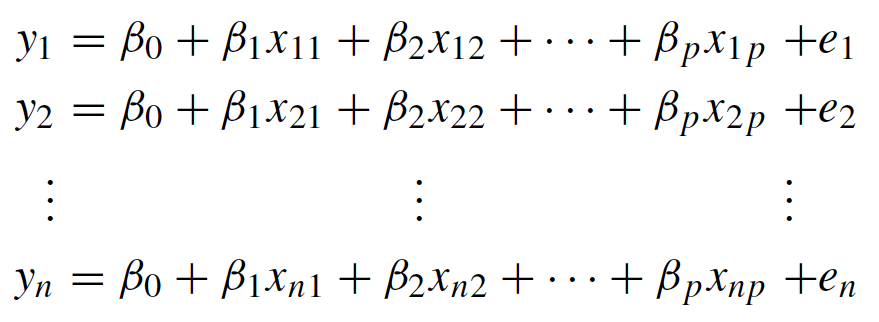 y₁ = β₀ + β₁x₁₁ + β₂x₁₂ + ⋯ + βₚx₁ₚ +e₁
y₂ = β₀ + β₁x₂₁ + β₂x₂₂ + ⋯ + βₚx₂ₚ +e₂
⋮ ⋮ ⋮
yₙ = β₀ + β₁xₙ₁ + β₂xₙ₂ + ⋯ + βₚxₙₚ +eₙ